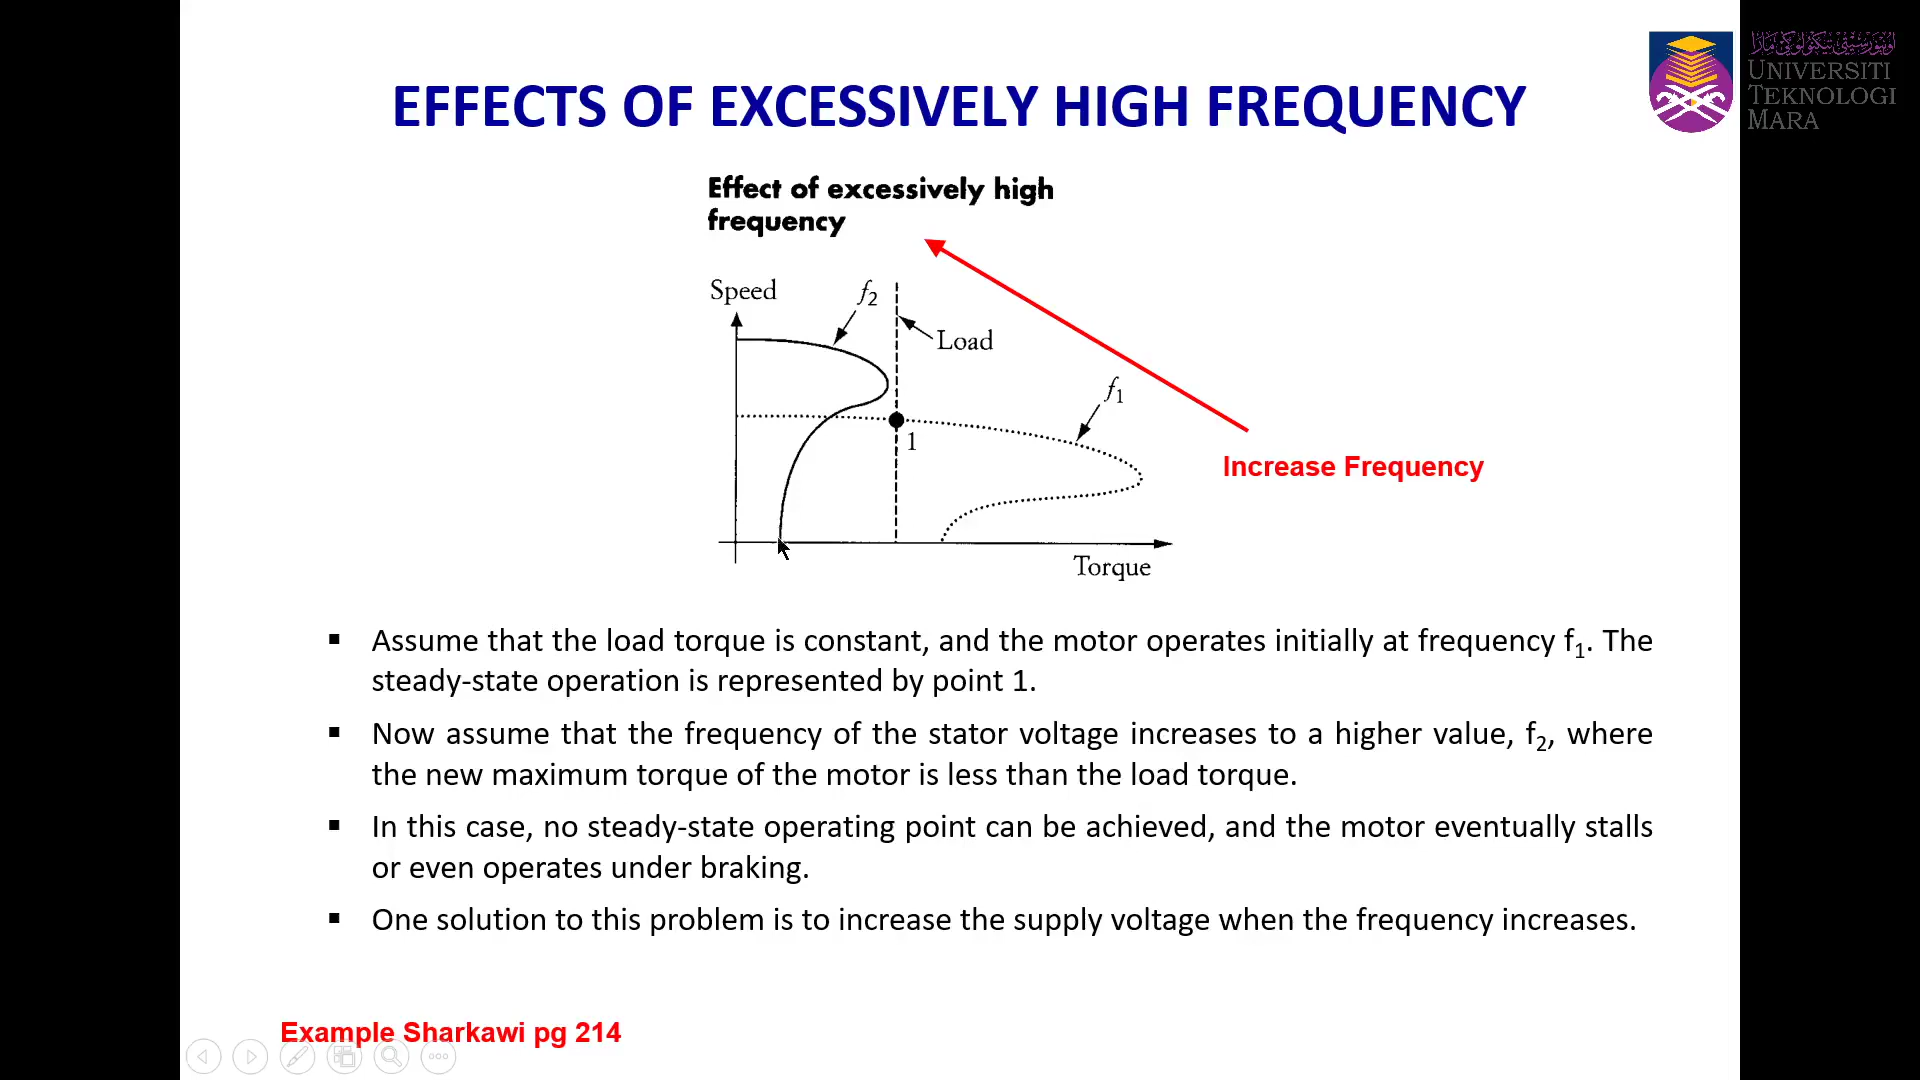 اونيۏرسيتي تيكنولوڬي مارا
UNIVERSITI
TEKNOLOGI
MARA
EFFECTS OF EXCESSIVELY HIGH FREQUENCY
Effect of excessively high
frequency
Speed
f2
Load
f1
1
Increase Frequency
Torque
▪ Assume that the load torque is constant, and the motor operates initially at frequency f1. The
steady-state operation is represented by point 1.
▪ Now assume that the frequency of the stator voltage increases to a higher value, f2, where
the new maximum torque of the motor is less than the load torque.
▪ In this case, no steady-state operating point can be achieved, and the motor eventually stalls
or even operates under braking.
▪ One solution to this problem is to increase the supply voltage when the frequency increases.
Example Sharkawi pg 214